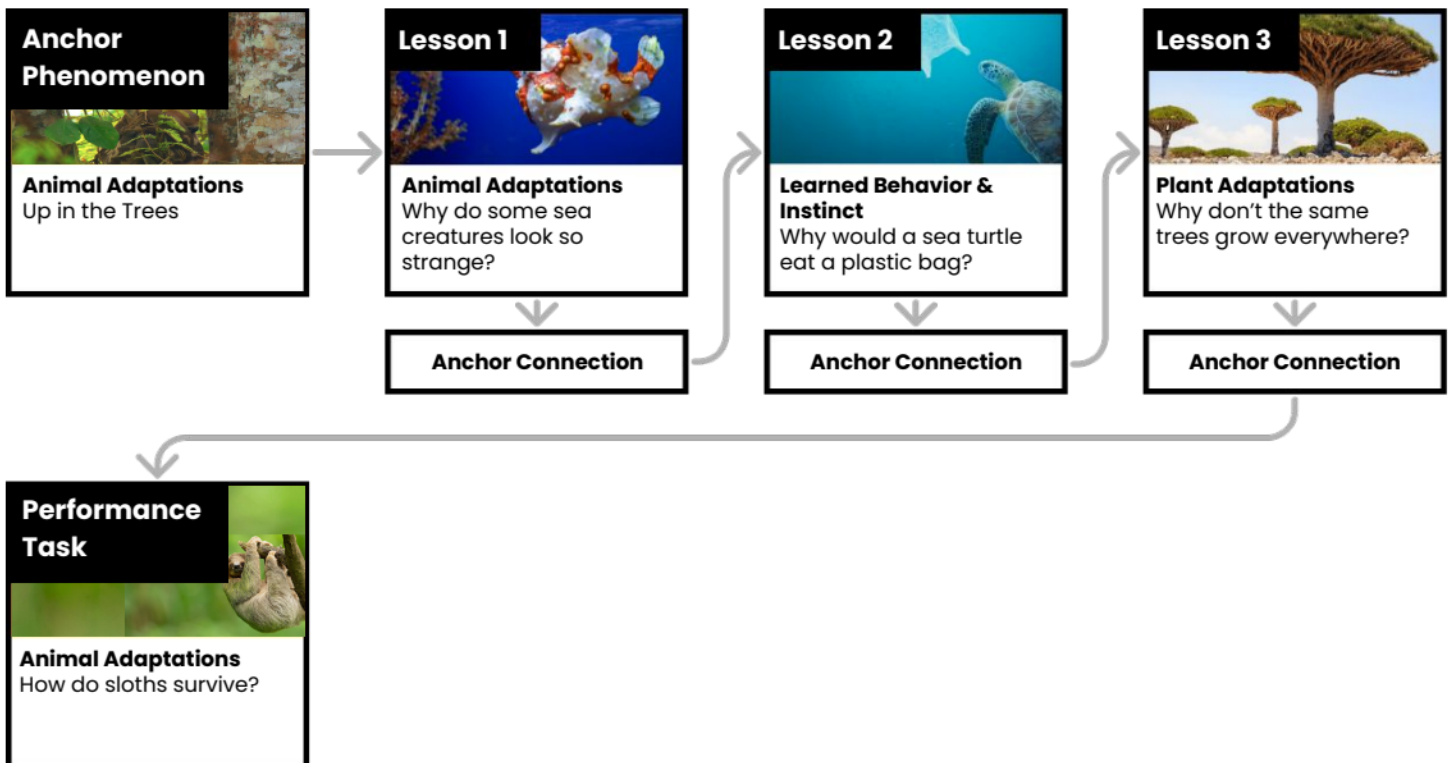 Anchor
Phenomenon
Animal Adaptations
Up in the Trees
Lesson 1
Animal Adaptations
Why do some sea
creatures look so
strange?
Anchor Connection
Lesson 2
Learned Behavior &
Instinct
Why would a sea turtle
eat a plastic bag?
Anchor Connection
Lesson 3
Plant Adaptations
Why don’t the same
trees grow everywhere?
Anchor Connection
Performance
Task
Animal Adaptations
How do sloths survive?